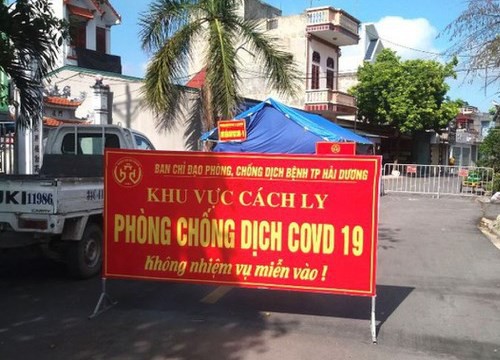 BAN CHỈ ĐẠO PHÒNG, CHỐNG DỊCH BỆNH TP HẢI DƯƠNG
KHU VỰC CÁCH LY
PHÒNG CHỐNG DỊCH COVD 19
Không nhiệm vụ miễn vào!
UKI 11986